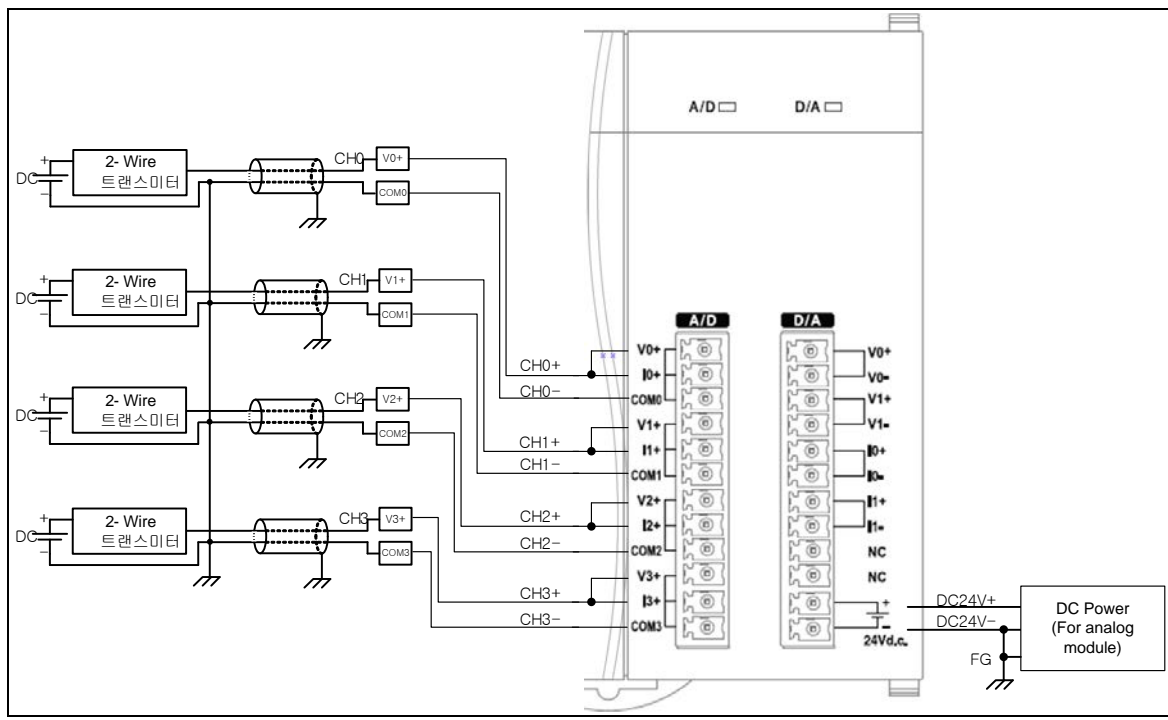 A/D
D/A
DC
+
−
2- Wire
트랜스미터
CH0
V0+
COM0
DC
+
−
2- Wire
트랜스미터
CH1
V1+
COM1
DC
+
−
2- Wire
트랜스미터
CH2
V2+
COM2
DC
+
−
2- Wire
트랜스미터
CH3
V3+
COM3
CH0+
CH0-
CH1+
CH1-
CH2+
CH2-
CH3+
CH3-
A/D
V0+
I0+
COM0
V1+
I1+
COM1
V2+
I2+
COM2
V3+
I3+
COM3
D/A
V0+
V0-
V1+
V1-
I0+
I0-
I1+
I1-
NC
NC
+
−
24Vd.c.
DC24V+
DC24V-
FG
DC Power
(For analog
module)